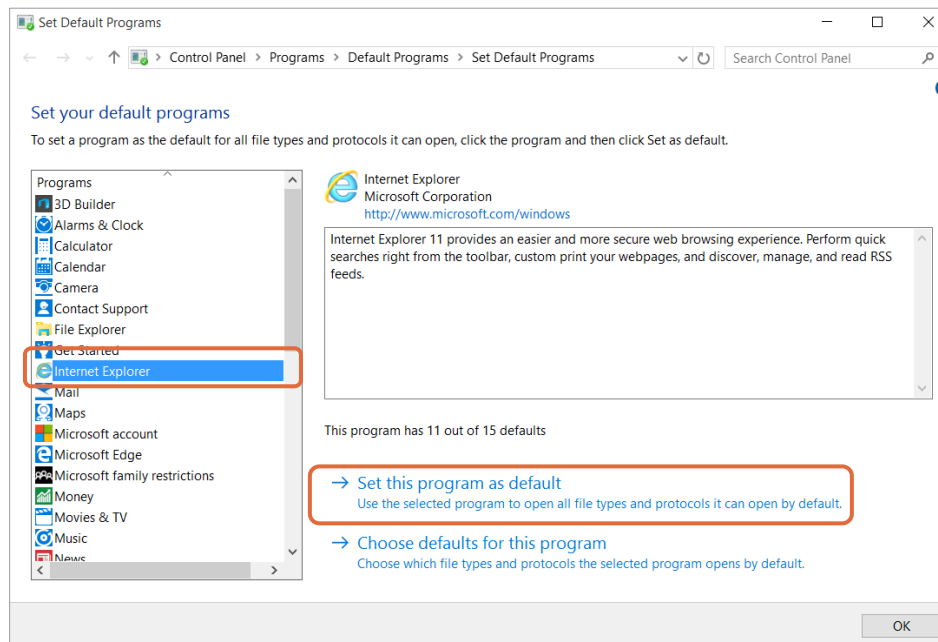 Set Default Programs
Control Panel > Programs > Default Programs > Set Default Programs
Search Control Panel
Set your default programs
To set a program as the default for all file types and protocols it can open, click the program and then click Set as default.
Programs
3D Builder
Alarms & Clock
Calculator
Calendar
Camera
Contact Support
File Explorer
Get Started
Internet Explorer
Mail
Maps
Microsoft account
Microsoft Edge
Microsoft family restrictions
Money
Movies & TV
Music
News
Internet Explorer
Microsoft Corporation
http://www.microsoft.com/windows
Internet Explorer 11 provides an easier and more secure web browsing experience. Perform quick
searches right from the toolbar, custom print your webpages, and discover, manage, and read RSS
feeds.
This program has 11 out of 15 defaults
Set this program as default
Use the selected program to open all file types and protocols it can open by default.
Choose defaults for this program
Choose which file types and protocols the selected program opens by default.
OK